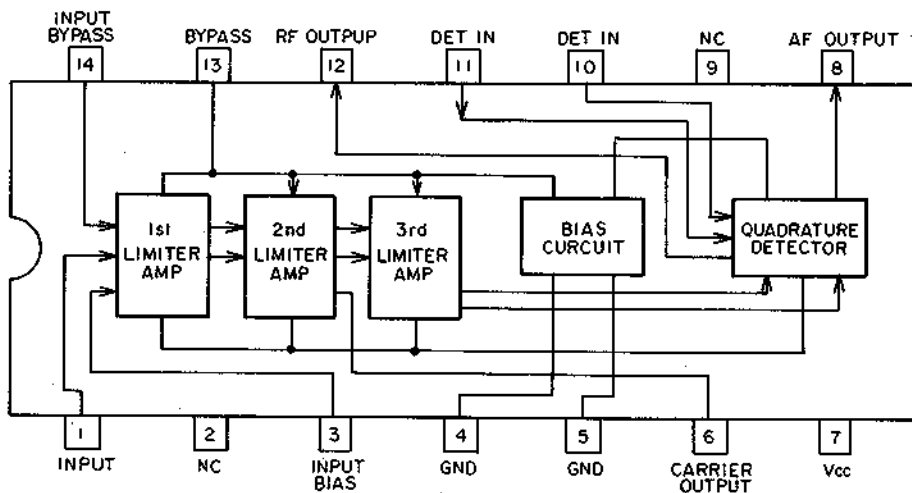 INPUT
BYPASS
BYPASS
RF OUTPUP
DET IN
DET IN
NC
AF OUTPUT
14
13
12
11
10
9
8
1st
LIMITER
AMP
2nd
LIMITER
AMP
3rd
LIMITER
AMP
BIAS
CURCUIT
QUADRATURE
DETECTOR
1
2
3
4
5
6
7
INPUT
NC
INPUT
BIAS
GND
GND
CARRIER
OUTPUT
Vcc